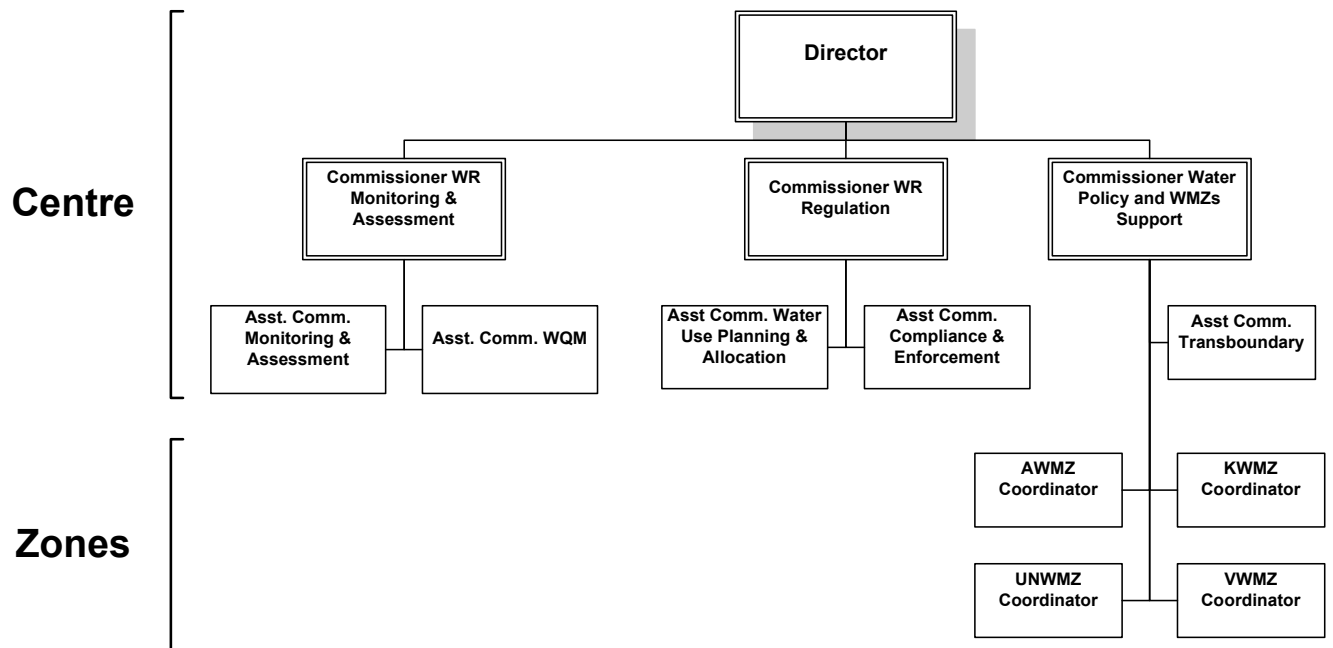 Director
Centre
Commissioner WR
Monitoring &
Assessment
Commissioner WR
Regulation
Commissioner Water
Policy and WMZs
Support
Asst. Comm.
Monitoring &
Assessment
Asst. Comm. WQM
Asst Comm. Water
Use Planning &
Allocation
Asst Comm.
Compliance &
Enforcement
Asst Comm.
Transboundary
Zones
AWMZ
Coordinator
KWMZ
Coordinator
UNWMZ
Coordinator
VWMZ
Coordinator